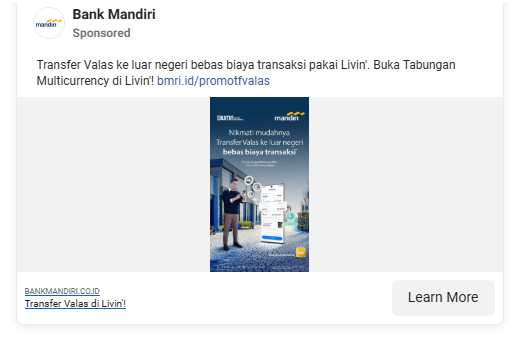 mandiri
Bank Mandiri
Sponsored
Transfer Valas ke luar negeri bebas biaya transaksi pakai Livin'. Buka Tabungan
Multicurrency di Livin'! bmri.id/promotfvalas
BUMN
mandiri
Nikmati mudahnya
Transfer Valas ke luar negeri
bebas biaya transaksi
BANKMANDIRI.CO.ID
Transfer Valas di Livin'!
Learn More